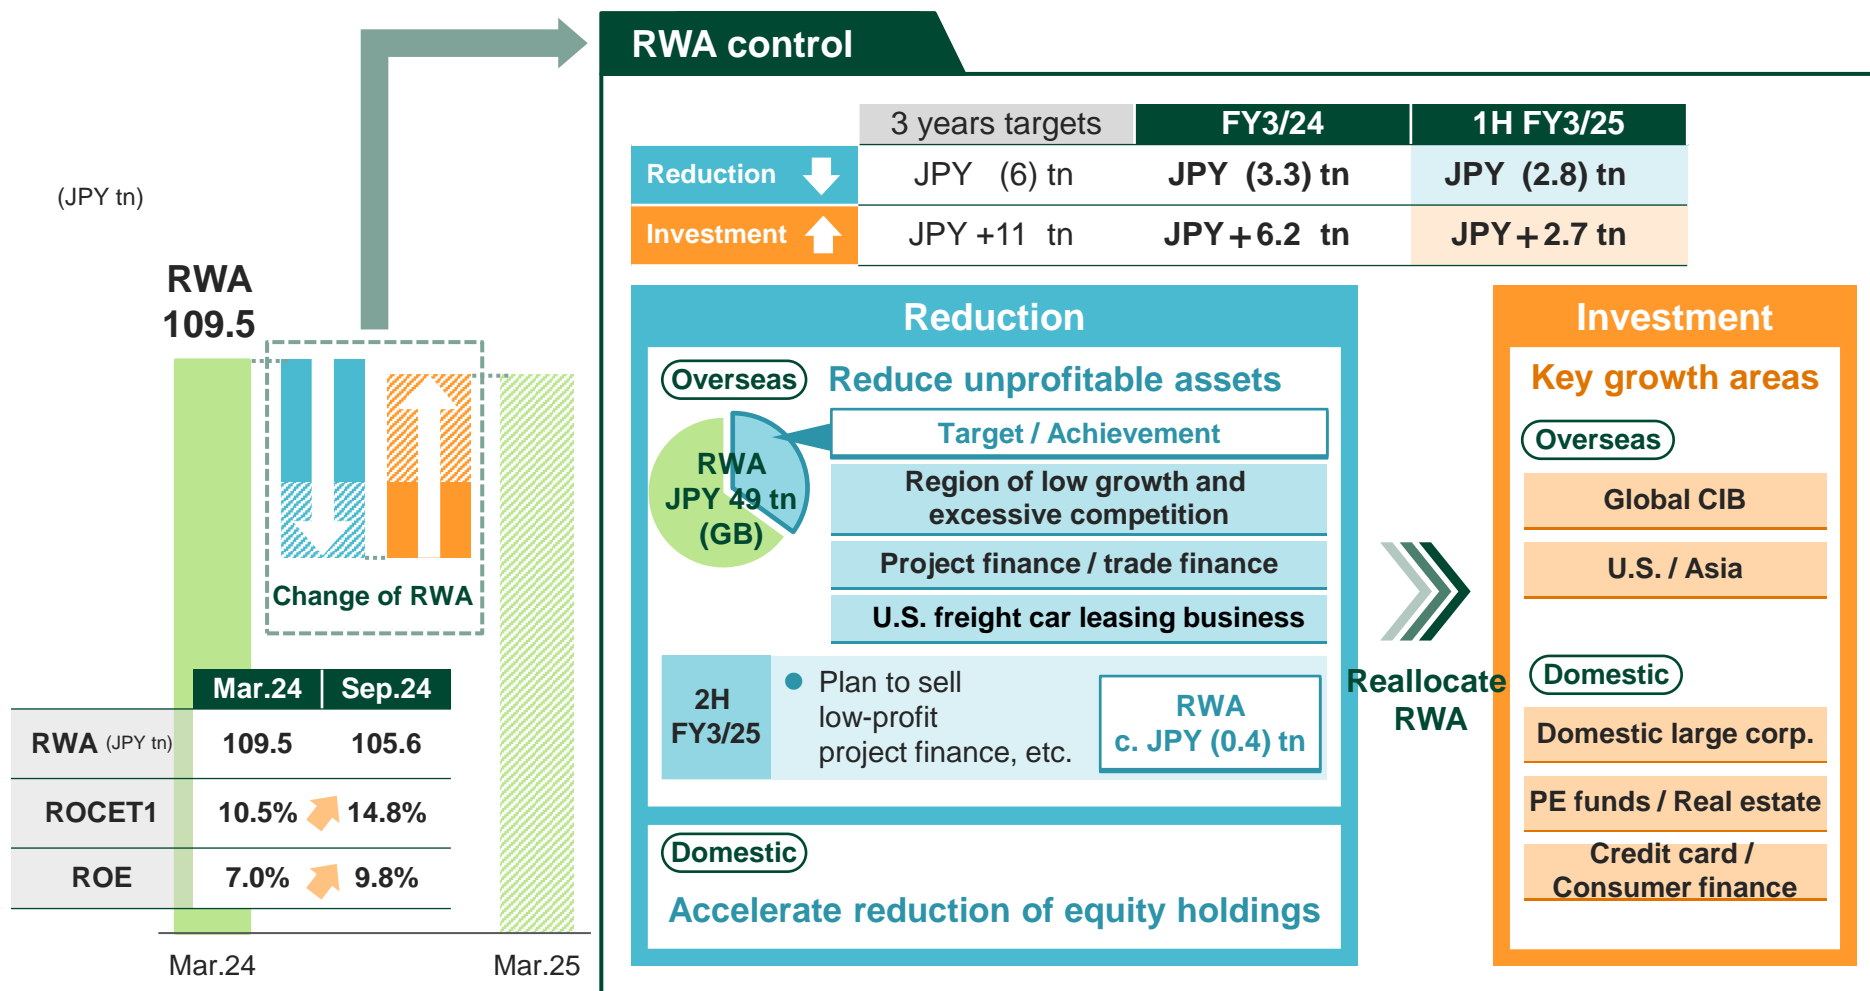 (JPY tn)
RWA
109.5
Change of RWA
Mar.24 Sep.24
RWA (JPY tn) 109.5 105.6
ROCET1 10.5% 14.8%
ROE 7.0% 9.8%
Mar.24 Mar.25
RWA control
3 years targets FY3/24 1H FY3/25
Reduction JPY (6) tn JPY (3.3) tn JPY (2.8) tn
Investment JPY +11 tn JPY+6.2 tn JPY+2.7 tn
Reduction
Overseas Reduce unprofitable assets
RWA
JPY 49 tn
(GB)
Target / Achievement
Region of low growth and
excessive competition
Project finance / trade finance
U.S. freight car leasing business
2H
FY3/25
● Plan to sell
low-profit
project finance, etc.
RWA
c. JPY (0.4) tn
Domestic
Accelerate reduction of equity holdings
Reallocate
RWA
Investment
Key growth areas
Overseas
Global CIB
U.S. / Asia
Domestic
Domestic large corp.
PE funds / Real estate
Credit card /
Consumer finance